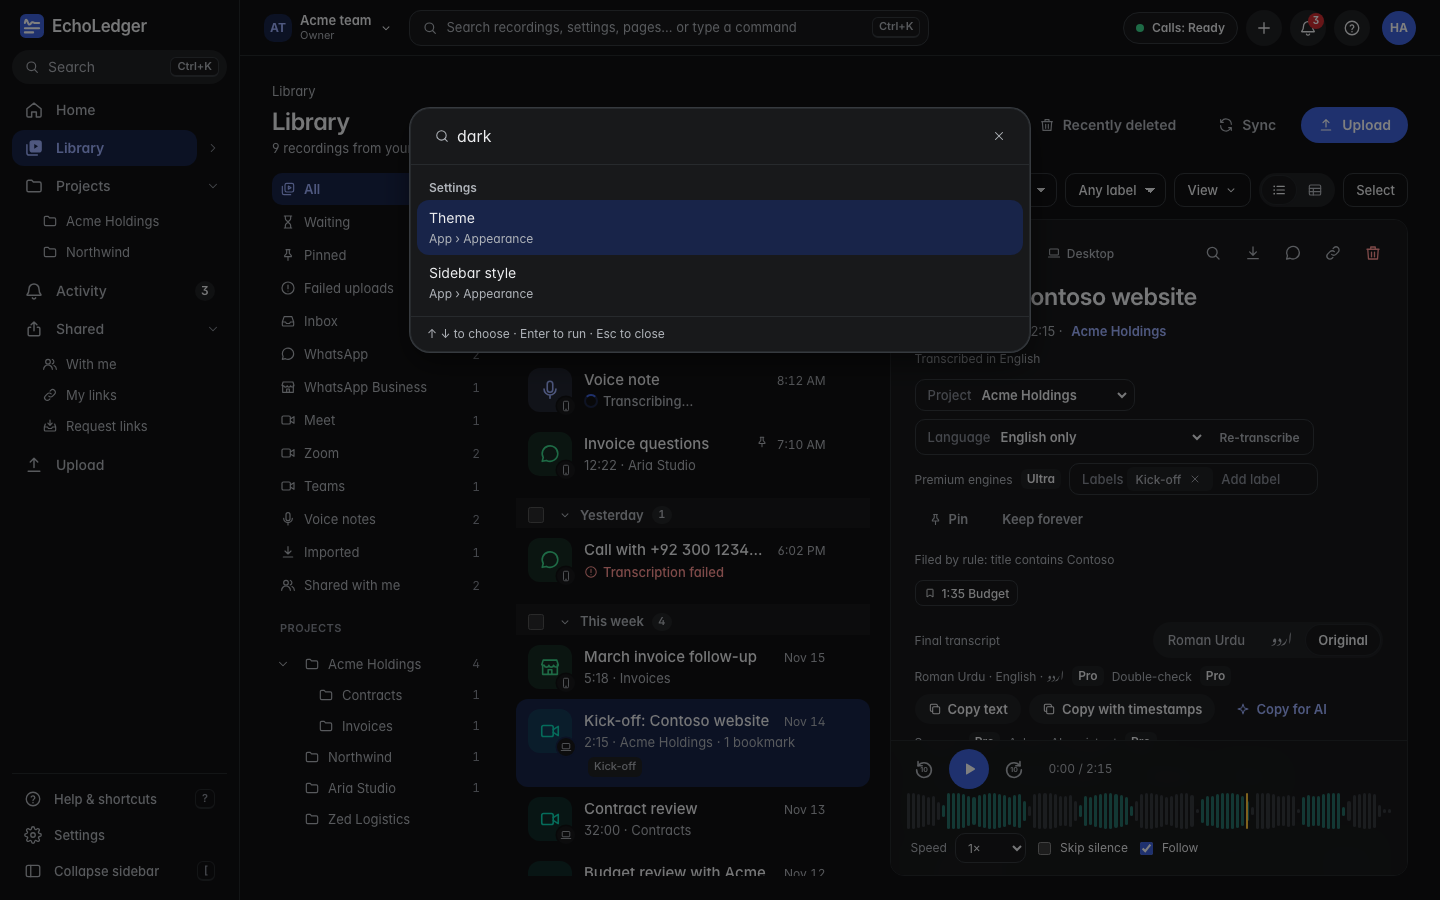 EchoLedger
Search Ctrl+K
Home
Library
Projects
Acme Holdings
Northwind
Activity 3
Shared
With me
My links
Request links
Upload
Help & shortcuts ?
Settings
Collapse sidebar [
AT Acme team
Owner
Search recordings, settings, pages... or type a command Ctrl+K
Calls: Ready
3
HA
Library
Library
9 recordings from you
Recently deleted
Sync
Upload
dark
Settings
Theme
App › Appearance
Sidebar style
App › Appearance
↑ ↓ to choose · Enter to run · Esc to close
Any label
View
Select
All
Waiting
Pinned
Failed uploads
Inbox
WhatsApp 2
WhatsApp Business 1
Meet 1
Zoom 2
Teams 1
Voice notes 2
Imported 1
Shared with me 2
PROJECTS
Acme Holdings 4
Contracts 1
Invoices 1
Northwind 1
Aria Studio 1
Zed Logistics
Voice note 8:12 AM
Transcribing...
Invoice questions 7:10 AM
12:22 · Aria Studio
Yesterday 1
Call with +92 300 1234... 6:02 PM
Transcription failed
This week 4
March invoice follow-up Nov 15
5:18 · Invoices
Kick-off: Contoso website Nov 14
2:15 · Acme Holdings · 1 bookmark
Kick-off
Contract review Nov 13
32:00 · Contracts
Budget review with Acme Nov 12
Desktop
ontoso website
2:15 · Acme Holdings
Transcribed in English
Project Acme Holdings
Language English only Re-transcribe
Premium engines Ultra Labels Kick-off × Add label
Pin Keep forever
Filed by rule: title contains Contoso
1:35 Budget
Final transcript Roman Urdu اردو Original
Roman Urdu · English · اردو Pro Double-check Pro
Copy text Copy with timestamps Copy for AI
10 10 0:00 / 2:15
Speed 1× Skip silence Follow